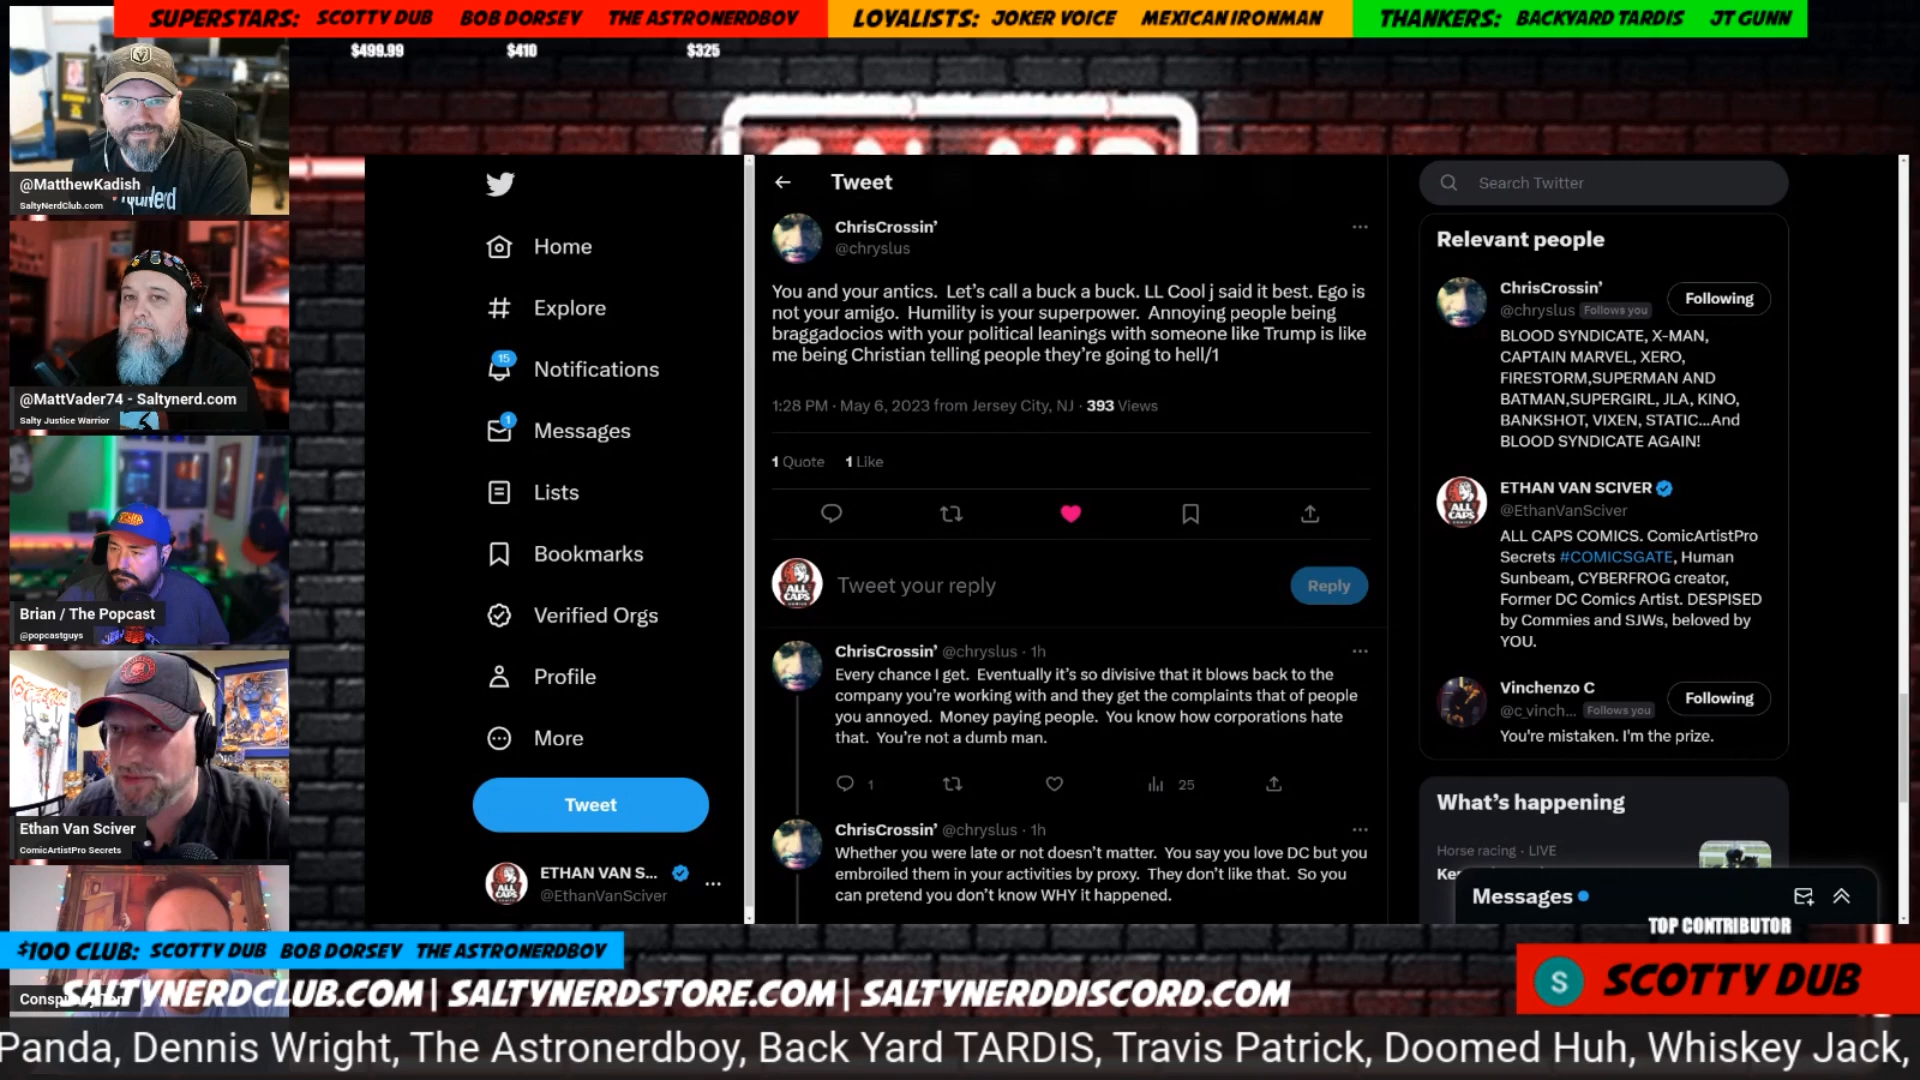 SUPERSTARS: SCOTTY DUB BOB DORSEY THE ASTRONERDBOY LOYALISTS: JOKER VOICE MEXICAN IRONMAN THANKERS: BACKYARD TARDIS JT GUNN
$499.99 $410 $325
@MatthewKadish
SaltyNerdClub.com
@MattVader74 - Saltynerd.com
Salty Justice Warrior
Brian / The Popcast
@popcastguys
Ethan Van Sciver
ComicArtistPro Secrets
Home
Explore
15
Notifications
1
Messages
Lists
Bookmarks
Verified Orgs
Profile
More
Tweet
ETHAN VAN S...
@EthanVanSciver
Tweet
ChrisCrossin’
@chryslus
You and your antics. Let’s call a buck a buck. LL Cool j said it best. Ego is
not your amigo. Humility is your superpower. Annoying people being
braggadocios with your political leanings with someone like Trump is like
me being Christian telling people they’re going to hell/1
1:28 PM · May 6, 2023 from Jersey City, NJ · 393 Views
1 Quote 1 Like
ALL CAPS COMICS
Tweet your reply
Reply
ChrisCrossin’ @chryslus · 1h
Every chance I get. Eventually it’s so divisive that it blows back to the
company you’re working with and they get the complaints that of people
you annoyed. Money paying people. You know how corporations hate
that. You’re not a dumb man.
1 25
ChrisCrossin’ @chryslus · 1h
Whether you were late or not doesn’t matter. You say you love DC but you
embroiled them in your activities by proxy. They don’t like that. So you
can pretend you don’t know WHY it happened.
Search Twitter
Relevant people
ChrisCrossin’
@chryslus Follows you
Following
BLOOD SYNDICATE, X-MAN,
CAPTAIN MARVEL, XERO,
FIRESTORM,SUPERMAN AND
BATMAN,SUPERGIRL, JLA, KINO,
BANKSHOT, VIXEN, STATIC...And
BLOOD SYNDICATE AGAIN!
ETHAN VAN SCIVER
@EthanVanSciver
ALL CAPS COMICS. ComicArtistPro
Secrets #COMICSGATE, Human
Sunbeam, CYBERFROG creator,
Former DC Comics Artist. DESPISED
by Commies and SJWs, beloved by
YOU.
Vinchenzo C
@c_vinch... Follows you
Following
You're mistaken. I'm the prize.
What’s happening
Horse racing · LIVE
Messages
TOP CONTRIBUTOR
S SCOTTY DUB
$100 CLUB: SCOTTY DUB BOB DORSEY THE ASTRONERDBOY
SALTYNERDCLUB.COM | SALTYNERDSTORE.COM | SALTYNERDDISCORD.COM
Panda, Dennis Wright, The Astronerdboy, Back Yard TARDIS, Travis Patrick, Doomed Huh, Whiskey Jack,